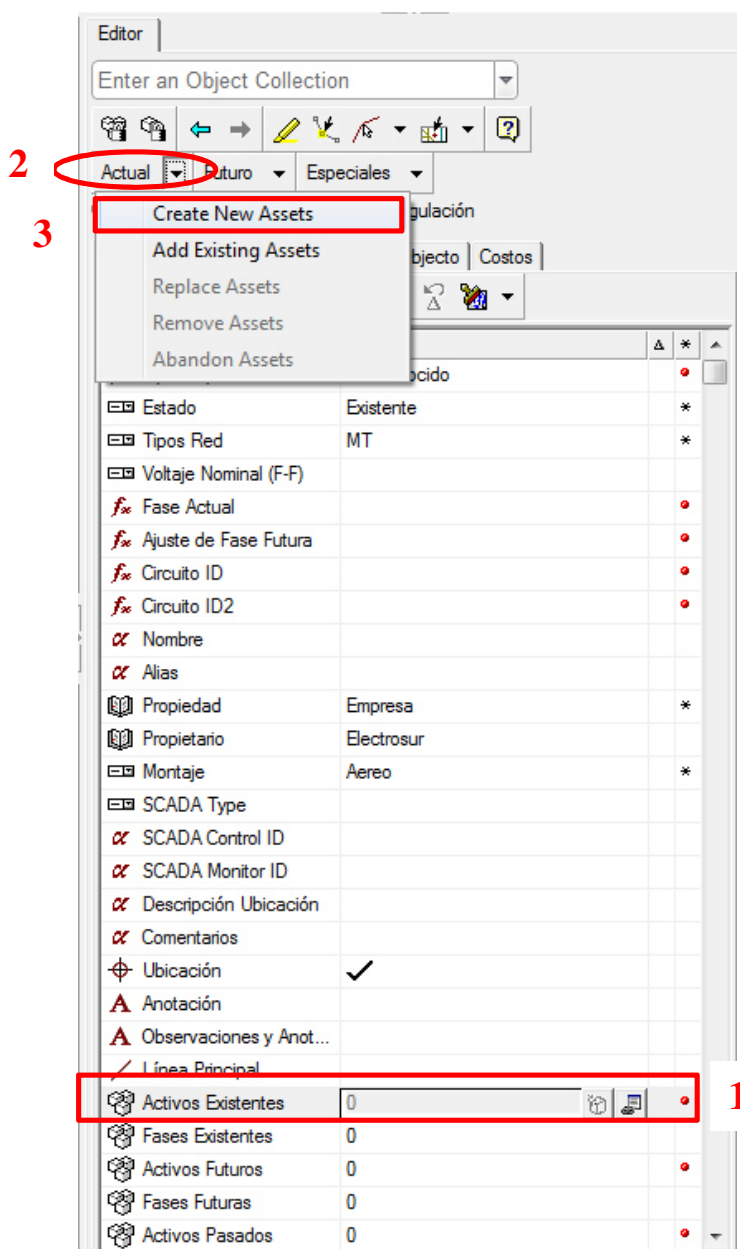 Editor
Enter an Object Collection
2
Actual Futuro Especiales
3
Create New Assets
gulación
Add Existing Assets
bjecto Costos
Replace Assets
Remove Assets
Abandon Assets
Δ *
ocido
Estado Existente *
Tipos Red MT *
Voltaje Nominal (F-F)
Fase Actual
Ajuste de Fase Futura
Circuito ID
Circuito ID2
Nombre
Alias
Propiedad Empresa *
Propietario Electrosur
Montaje Aereo *
SCADA Type
SCADA Control ID
SCADA Monitor ID
Descripción Ubicación
Comentarios
Ubicación
Anotación
Observaciones y Anot...
Línea Principal
Activos Existentes 0
1
Fases Existentes 0
Activos Futuros 0
Fases Futuras 0
Activos Pasados 0